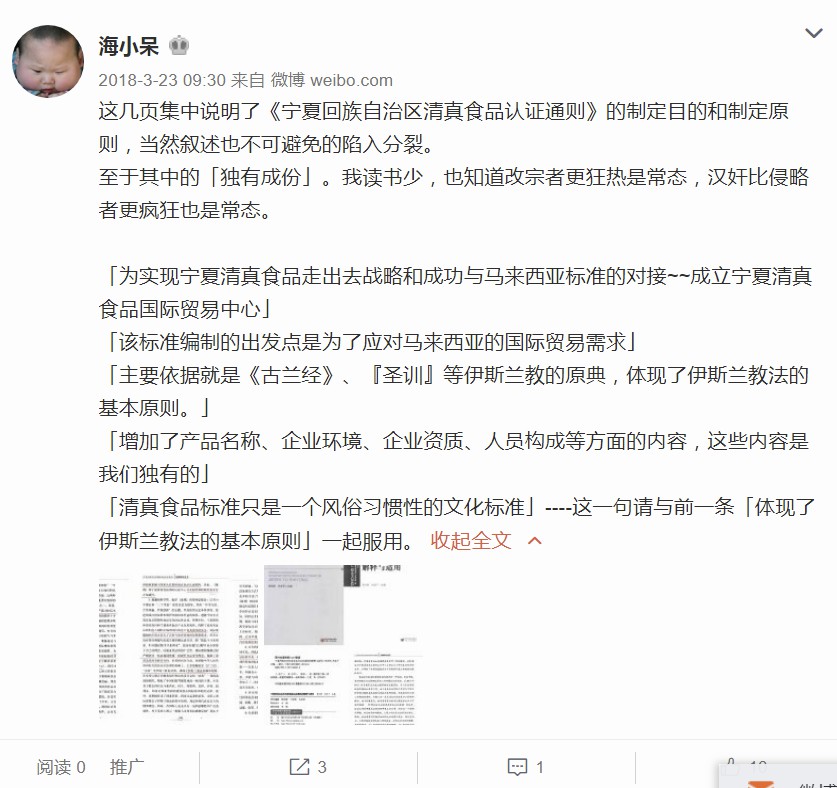 海小呆
2018-3-23 09:30 来自 微博 weibo.com
这几页集中说明了《宁夏回族自治区清真食品认证通则》的制定目的和制定原
则，当然叙述也不可避免的陷入分裂。
至于其中的「独有成份」。我读书少，也知道改宗者更狂热是常态，汉奸比侵略
者更疯狂也是常态。
「为实现宁夏清真食品走出去战略和成功与马来西亚标准的对接~~成立宁夏清真
食品国际贸易中心」
「该标准编制的出发点是为了应对马来西亚的国际贸易需求」
「主要依据就是《古兰经》、『圣训』等伊斯兰教的原典，体现了伊斯兰教法的
基本原则。」
「增加了产品名称、企业环境、企业资质、人员构成等方面的内容，这些内容是
我们独有的」
「清真食品标准只是一个风俗习惯性的文化标准」----这一句请与前一条「体现了
伊斯兰教法的基本原则」一起服用。 收起全文
阅读 0 推广 3 1